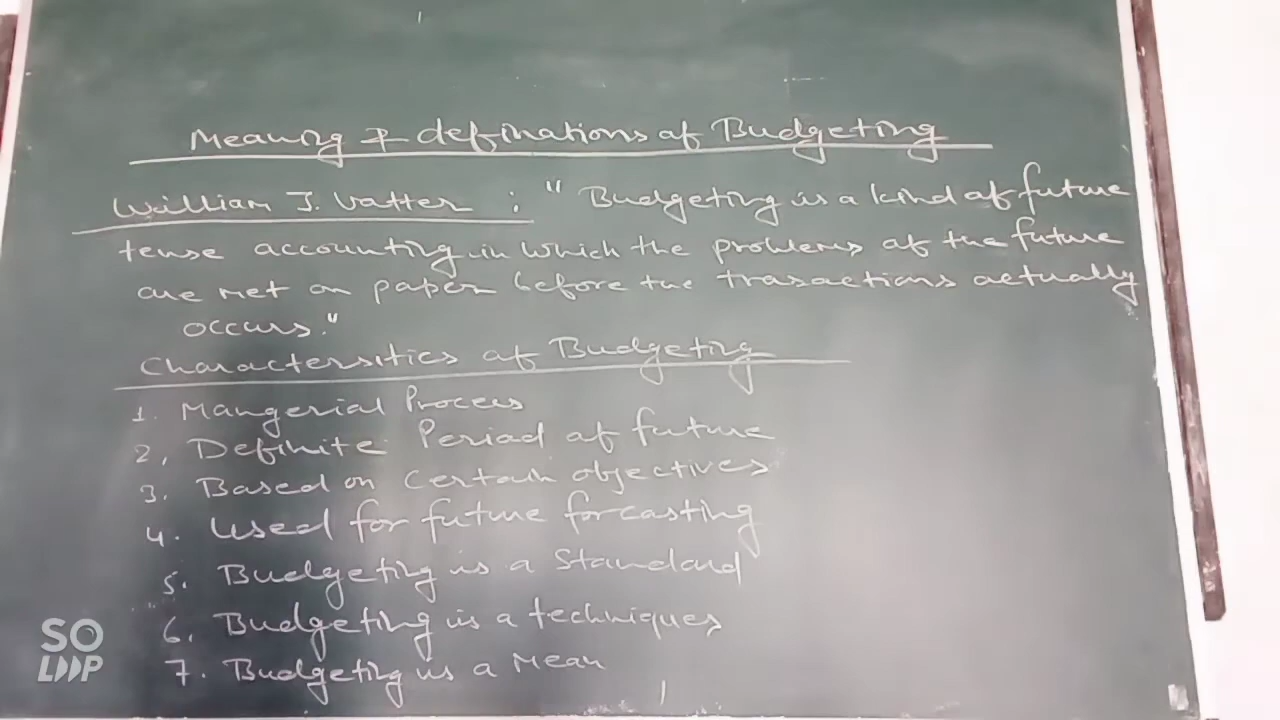 Meaning & definations of Budgeting
William J. Vatter : " Budgeting is a kind of future
tense accounting in which the problems of the future
are met on paper before the trasactions actually
occurs."
Charactersitics of Budgeting
1. Mangerial Process
2, Definite Period of future
3. Based on Certain objectives
4. Used for future forcasting
5. Budgeting is a Standard
6. Budgeting is a techniques
7. Budgeting is a Mean
SO
LOOP